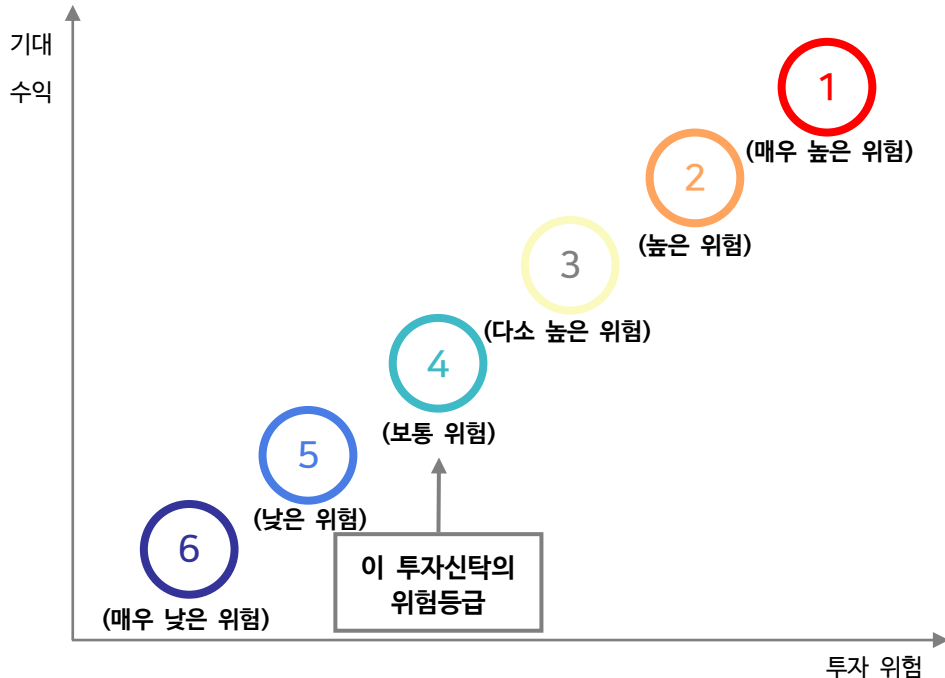 기대
수익
1
(매우 높은 위험)
2
(높은 위험)
3
(다소 높은 위험)
4
(보통 위험)
5
(낮은 위험)
6
(매우 낮은 위험)
이 투자신탁의
위험등급
투자 위험